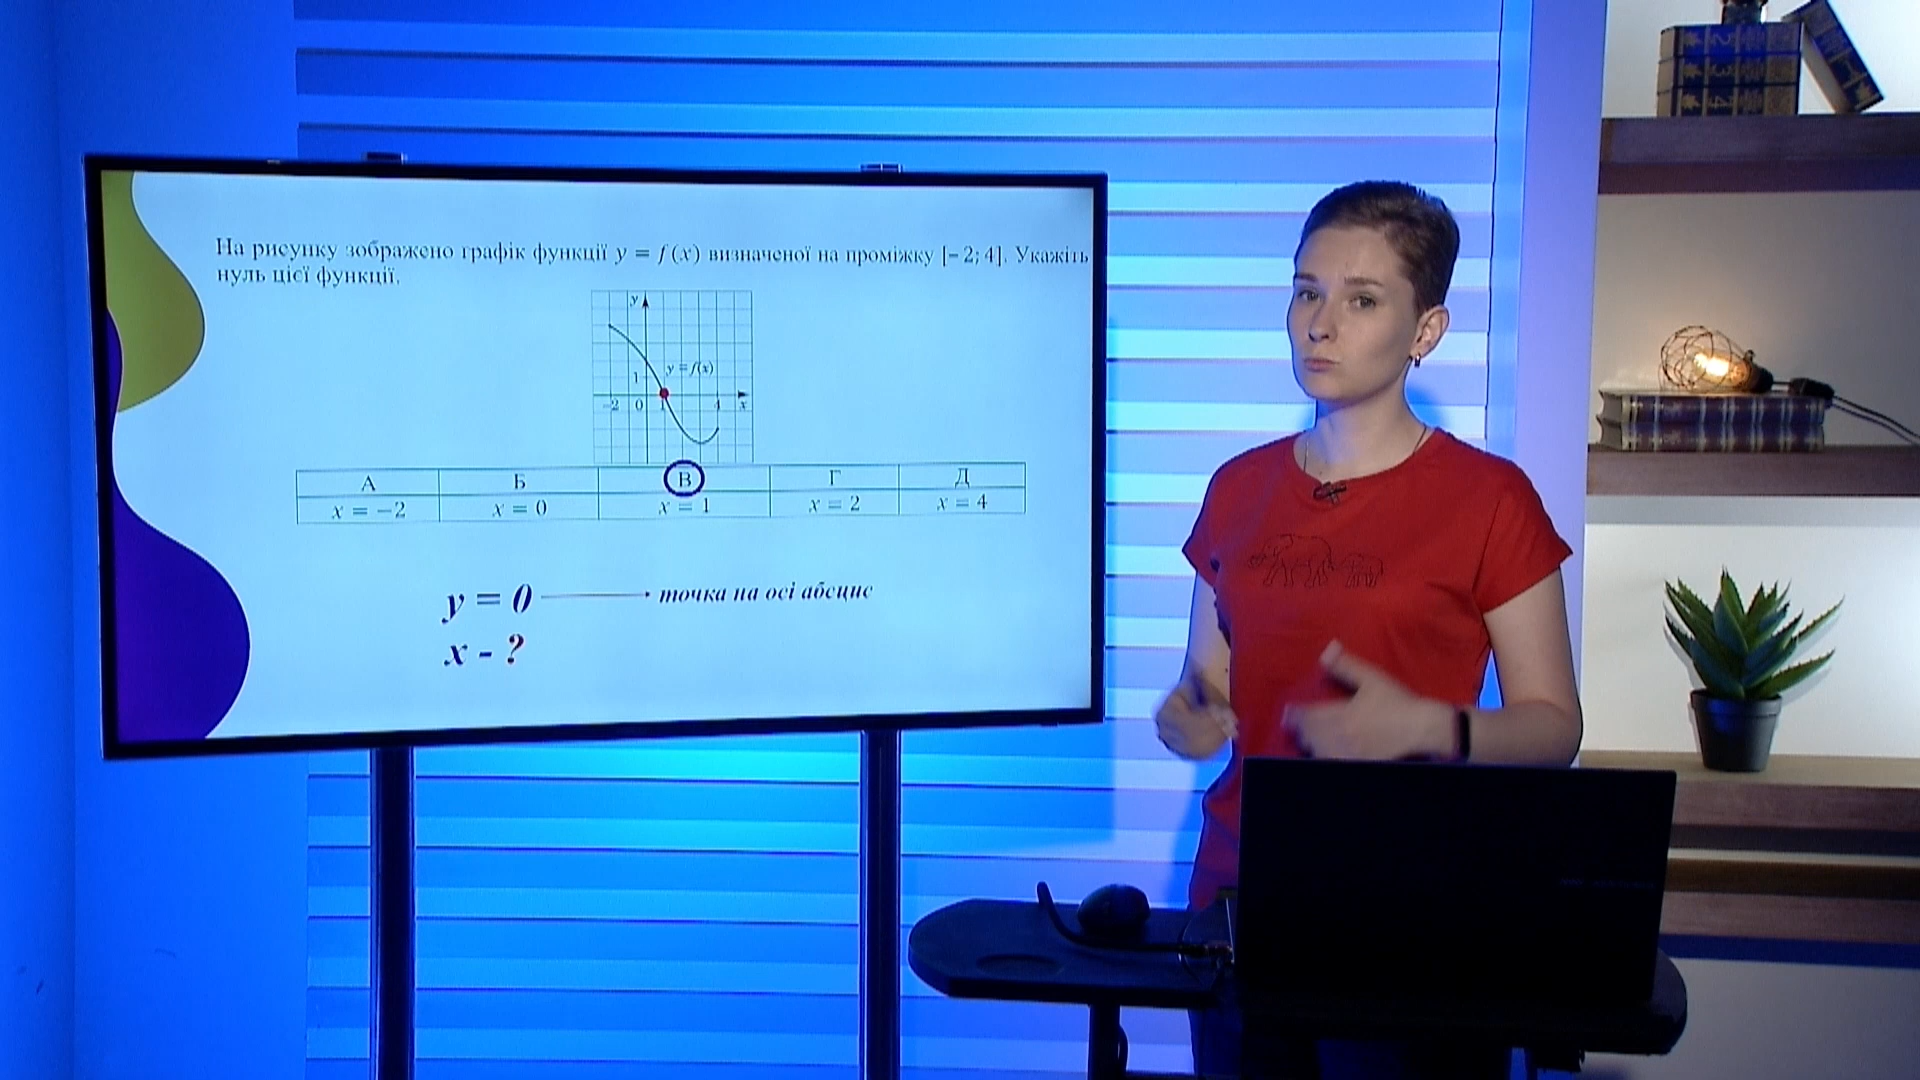 На рисунку зображено графік функції y = f(x) визначеної на проміжку [– 2; 4]. Укажіть
нуль цієї функції.
y
y = f(x)
1
–2 0 1 4 x
А Б В Г Д
x = −2 x = 0 x = 1 x = 2 x = 4
y = 0 точка на осі абсцис
x - ?